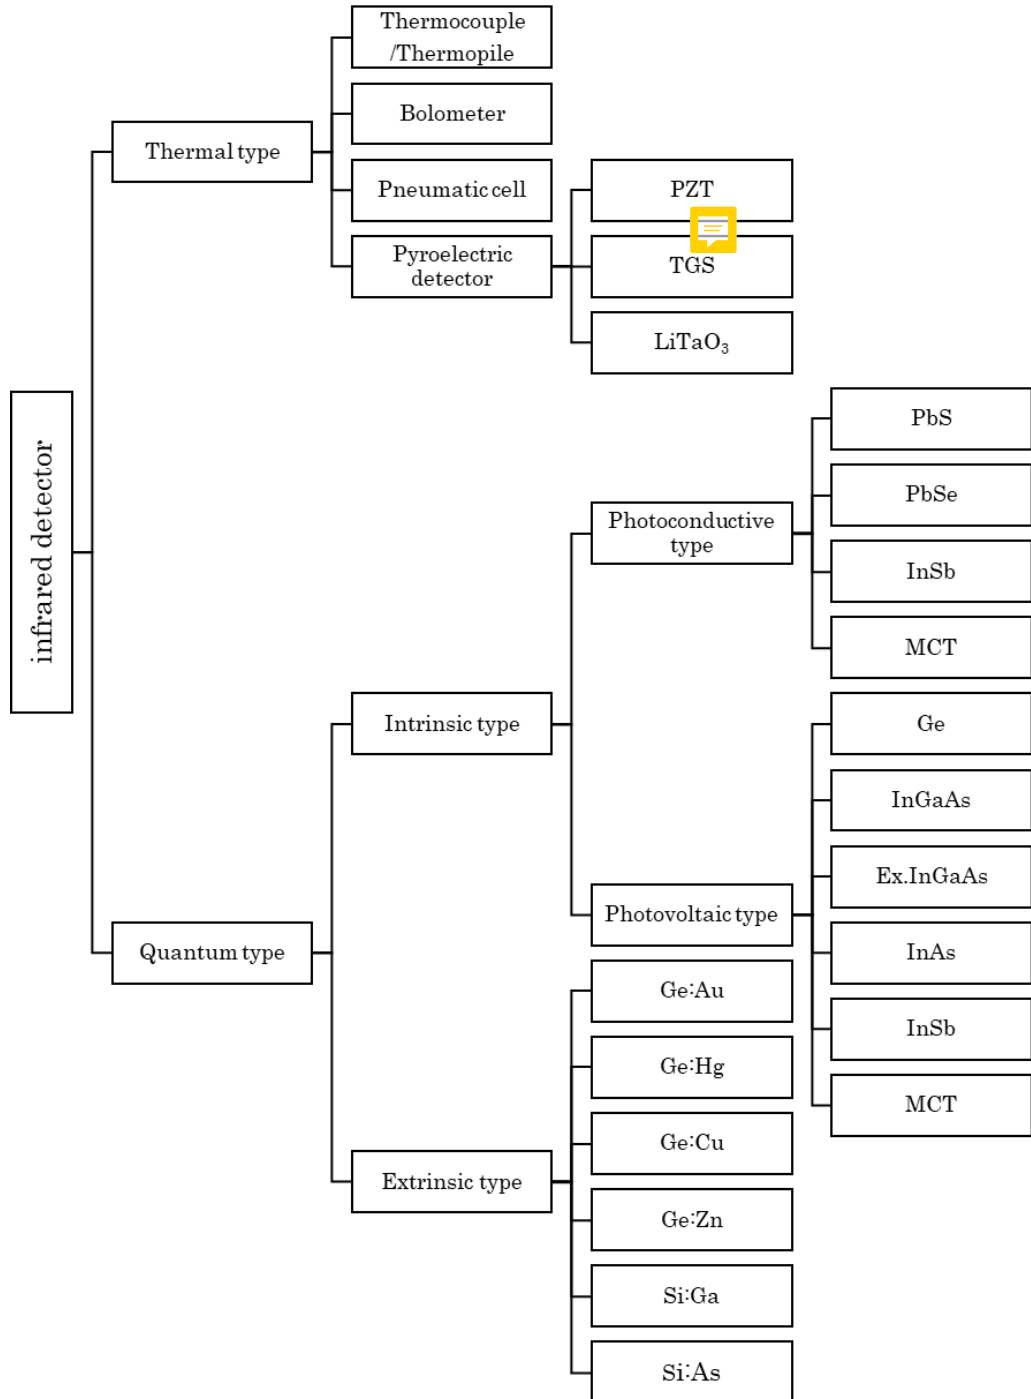 Thermocouple
/Thermopile
Bolometer
Thermal type
Pneumatic cell
PZT
Pyroelectric
detector
TGS
LiTaO₃
infrared detector
PbS
PbSe
Photoconductive
type
InSb
MCT
Intrinsic type
Ge
InGaAs
Ex.InGaAs
Photovoltaic type
Quantum type
InAs
Ge:Au
InSb
Ge:Hg
MCT
Ge:Cu
Extrinsic type
Ge:Zn
Si:Ga
Si:As